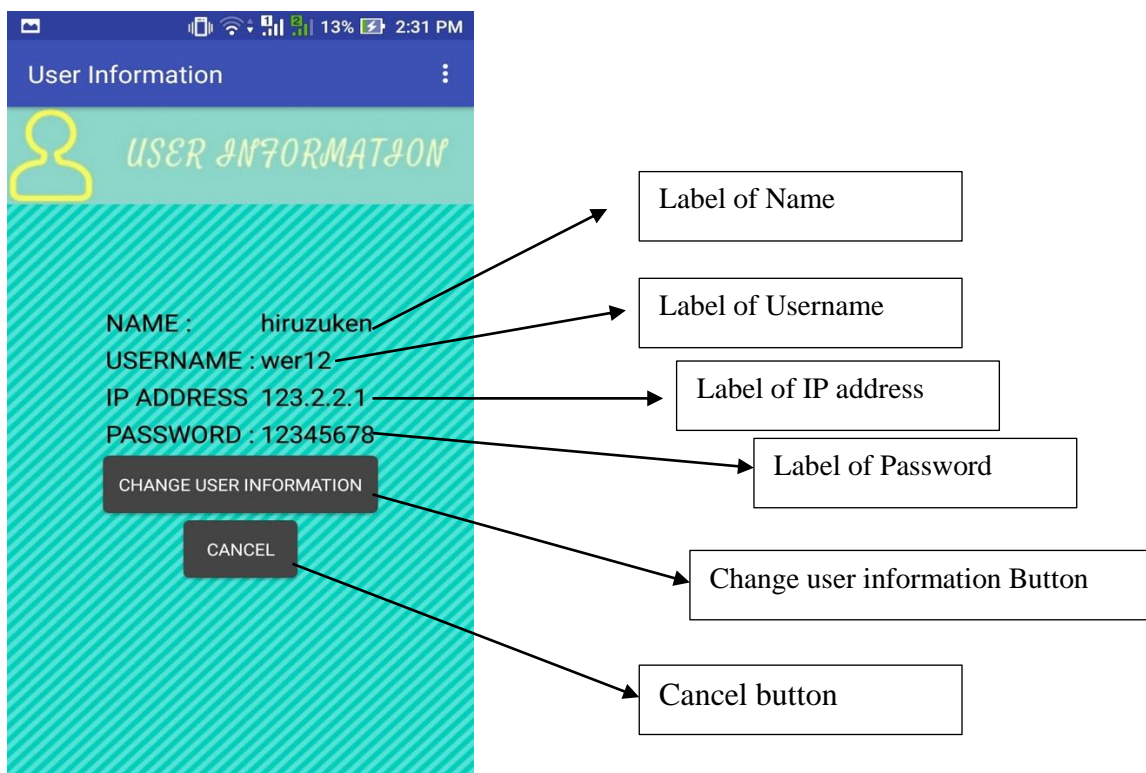 13% 2:31 PM
User Information
USER INFORMATION
NAME : hiruzuken
USERNAME : wer12
IP ADDRESS 123.2.2.1
PASSWORD : 12345678
CHANGE USER INFORMATION
CANCEL
Label of Name
Label of Username
Label of IP address
Label of Password
Change user information Button
Cancel button